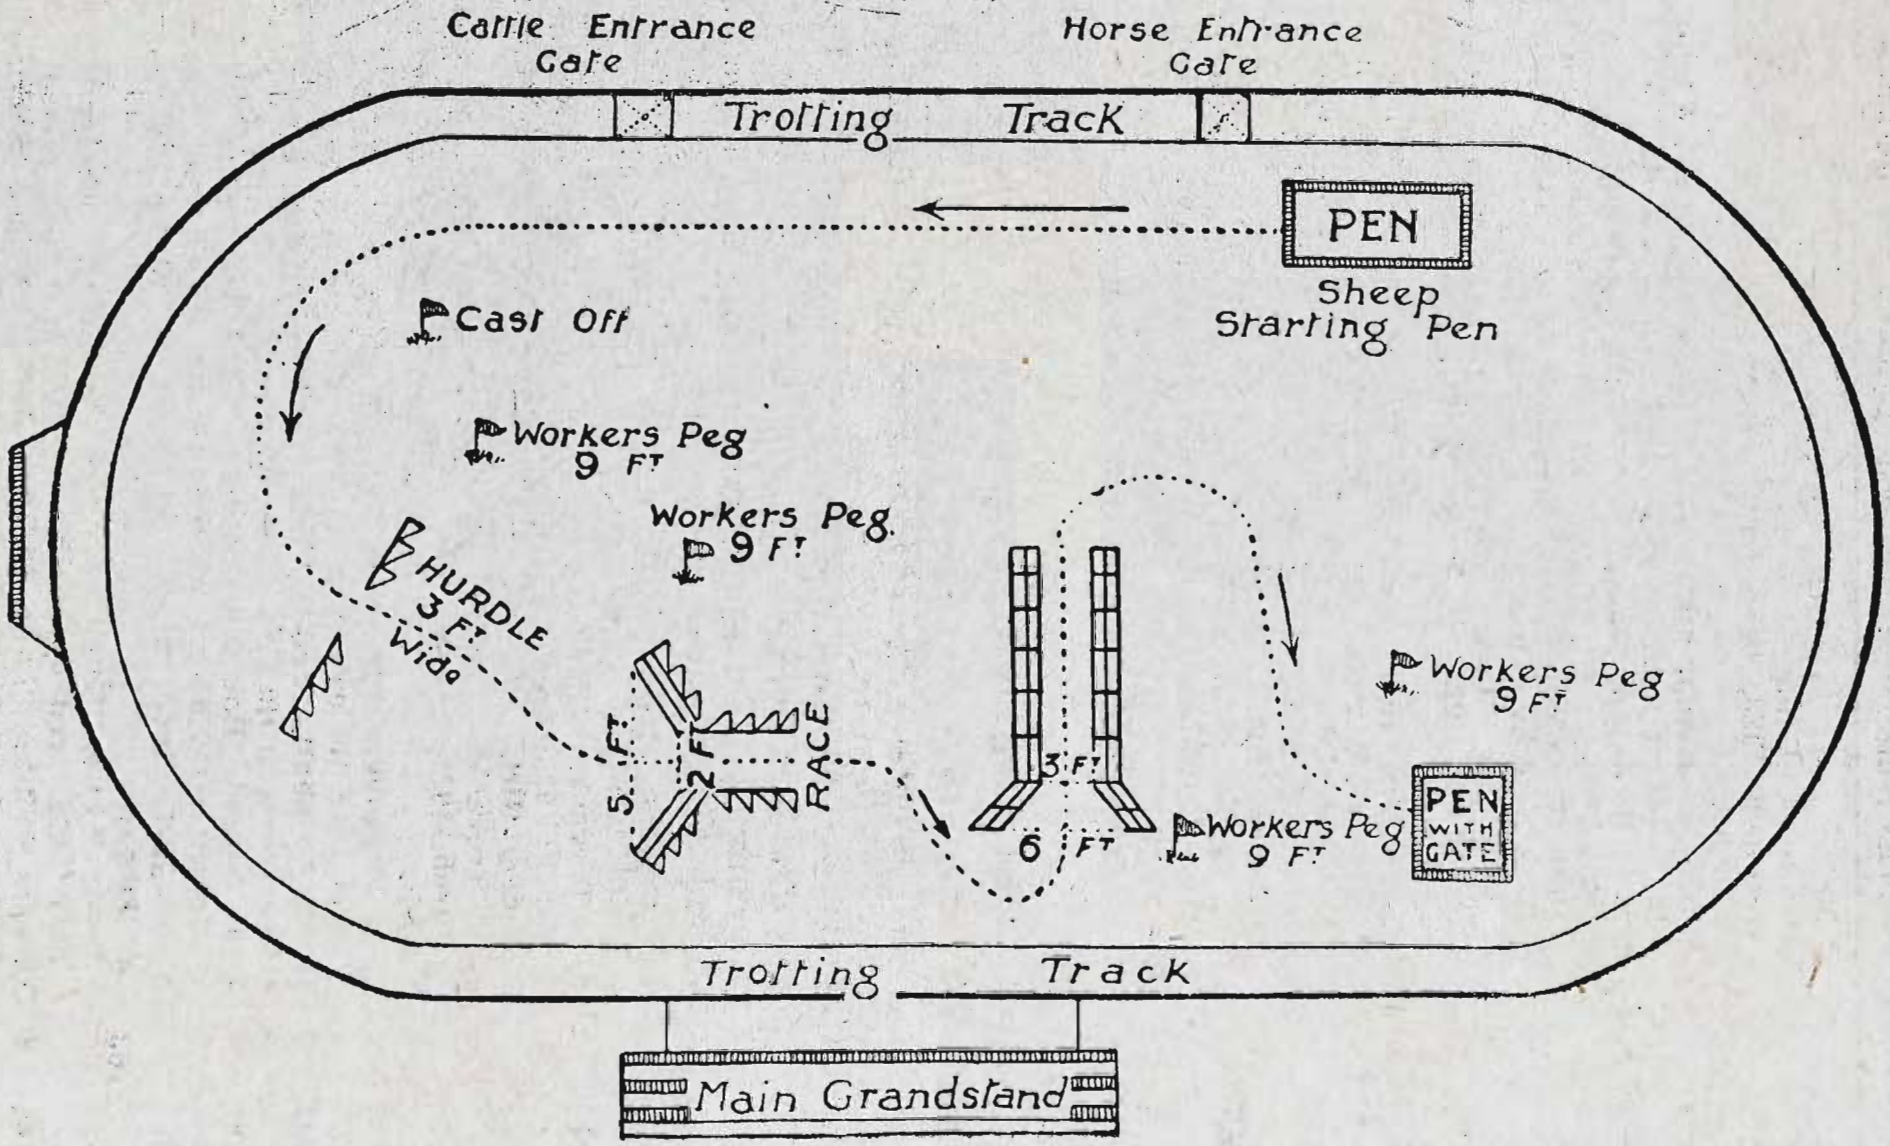 Cattle Entrance
Gate
Horse Entrance
Gate
Trotting Track
PEN
Sheep
Starting Pen
Cast Off
Workers Peg
9 FT
Workers Peg
9 FT
HURDLE
3 FT
Wide
5 FT
2 F
RACE
3 FT
6 FT
Workers Peg
9 FT
Workers Peg
9 FT
PEN
WITH
GATE
Trotting Track
Main Grandstand